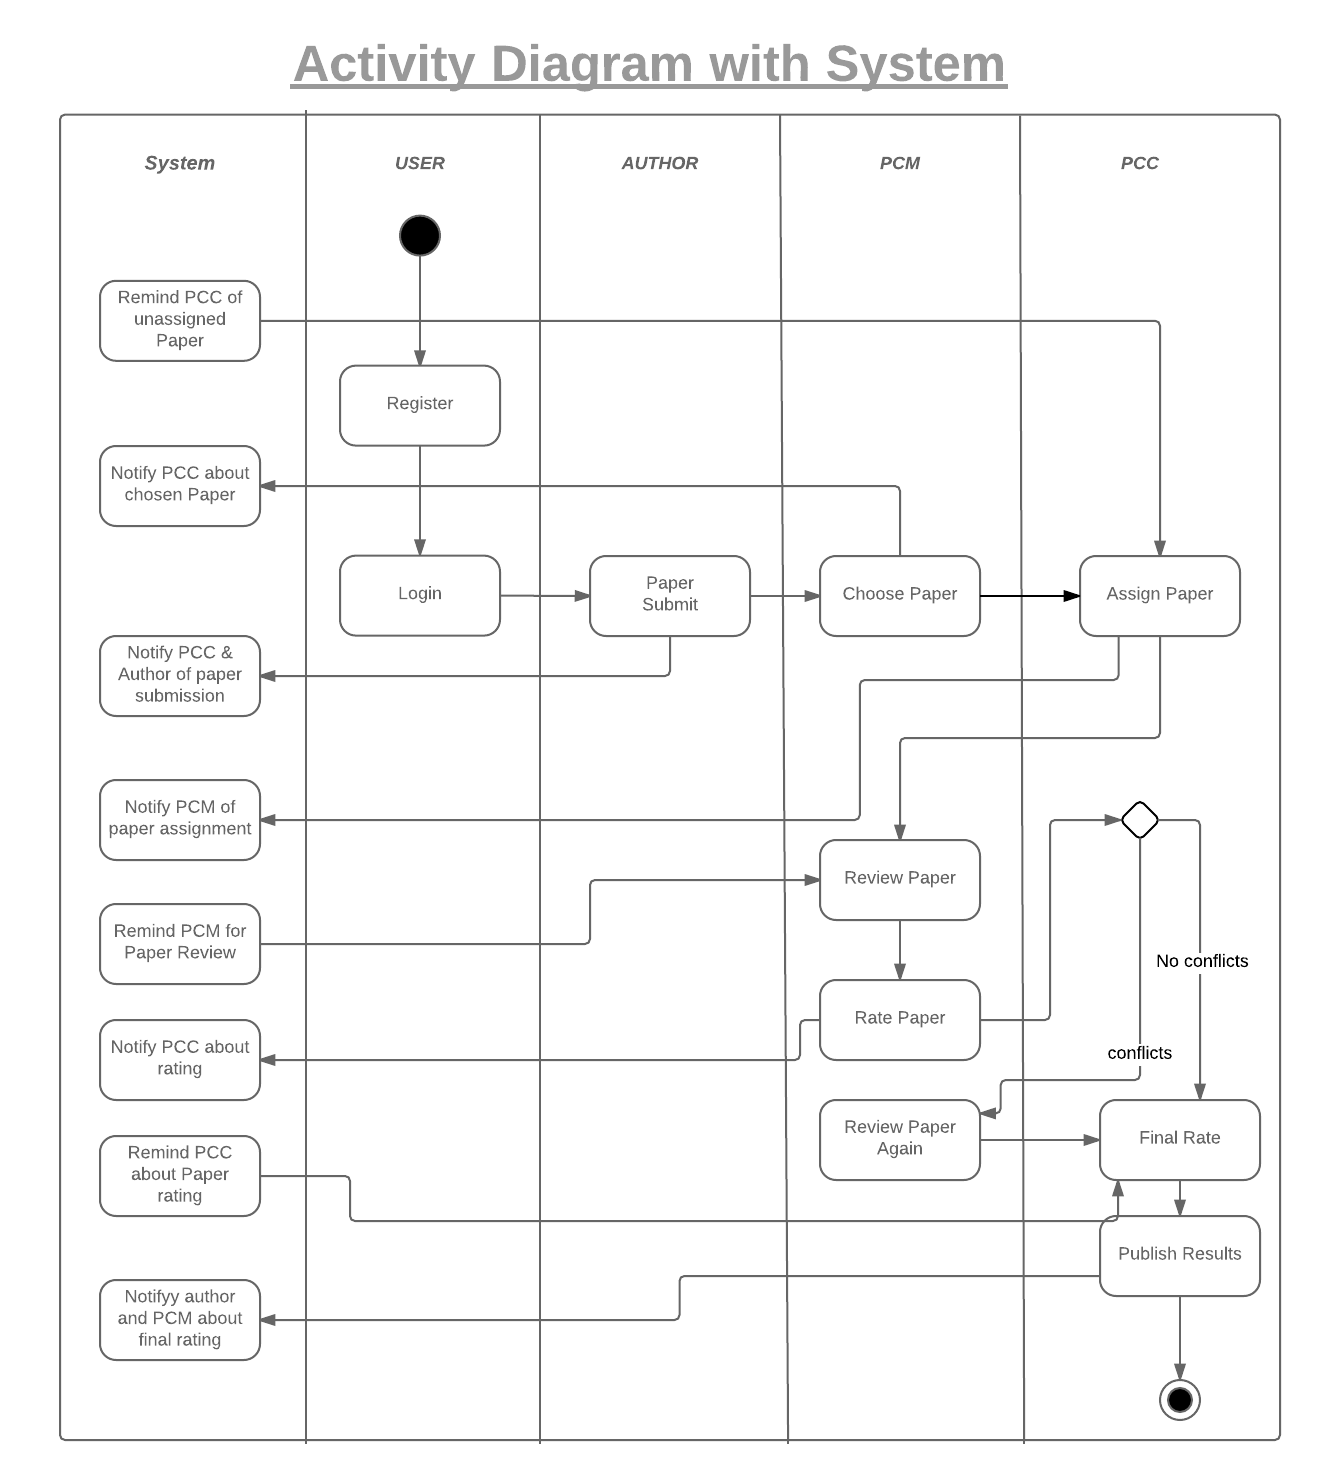 Activity Diagram with System
System
USER
AUTHOR
PCM
PCC
Remind PCC of
unassigned
Paper
Register
Notify PCC about
chosen Paper
Login
Paper
Submit
Choose Paper
Assign Paper
Notify PCC &
Author of paper
submission
Notify PCM of
paper assignment
Review Paper
Remind PCM for
Paper Review
No conflicts
Rate Paper
Notify PCC about
rating
conflicts
Review Paper
Again
Final Rate
Remind PCC
about Paper
rating
Publish Results
Notifyy author
and PCM about
final rating